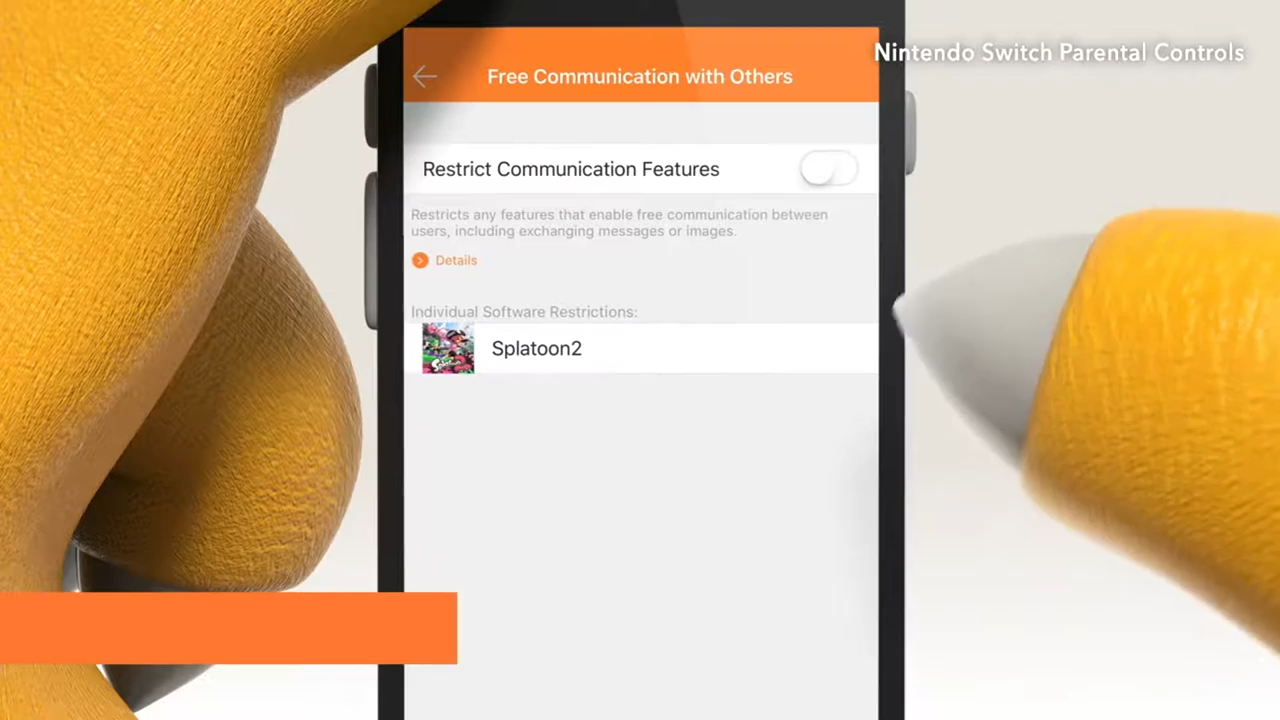 Nintendo Switch Parental Controls
Free Communication with Others
Restrict Communication Features
Restricts any features that enable free communication between
users, including exchanging messages or images.
Details
Individual Software Restrictions:
Splatoon2